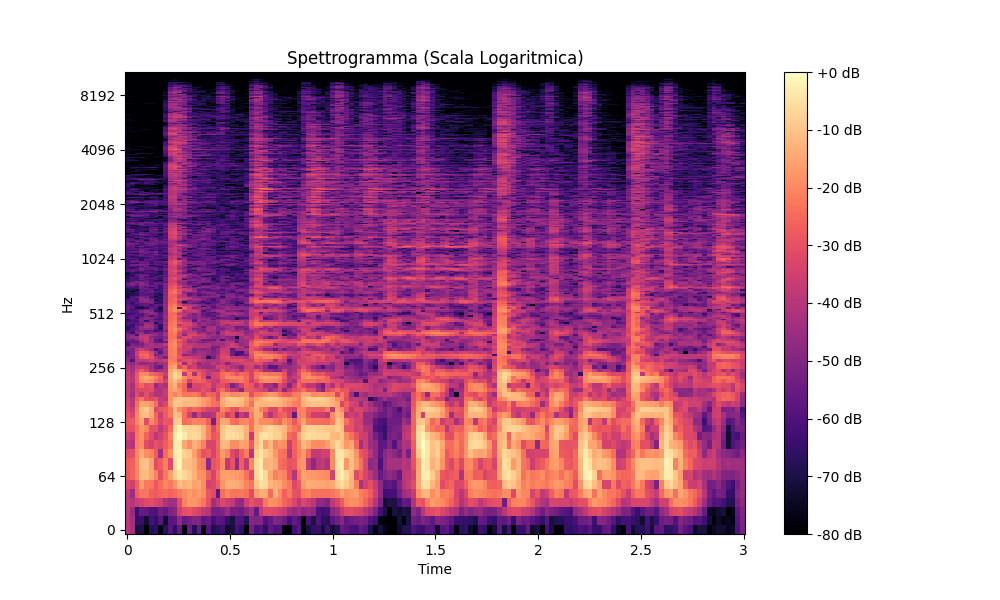 Spettrogramma (Scala Logaritmica)
8192
4096
2048
1024
512
256
128
64
0
Hz
0
0.5
1
1.5
2
2.5
3
Time
+0 dB
-10 dB
-20 dB
-30 dB
-40 dB
-50 dB
-60 dB
-70 dB
-80 dB